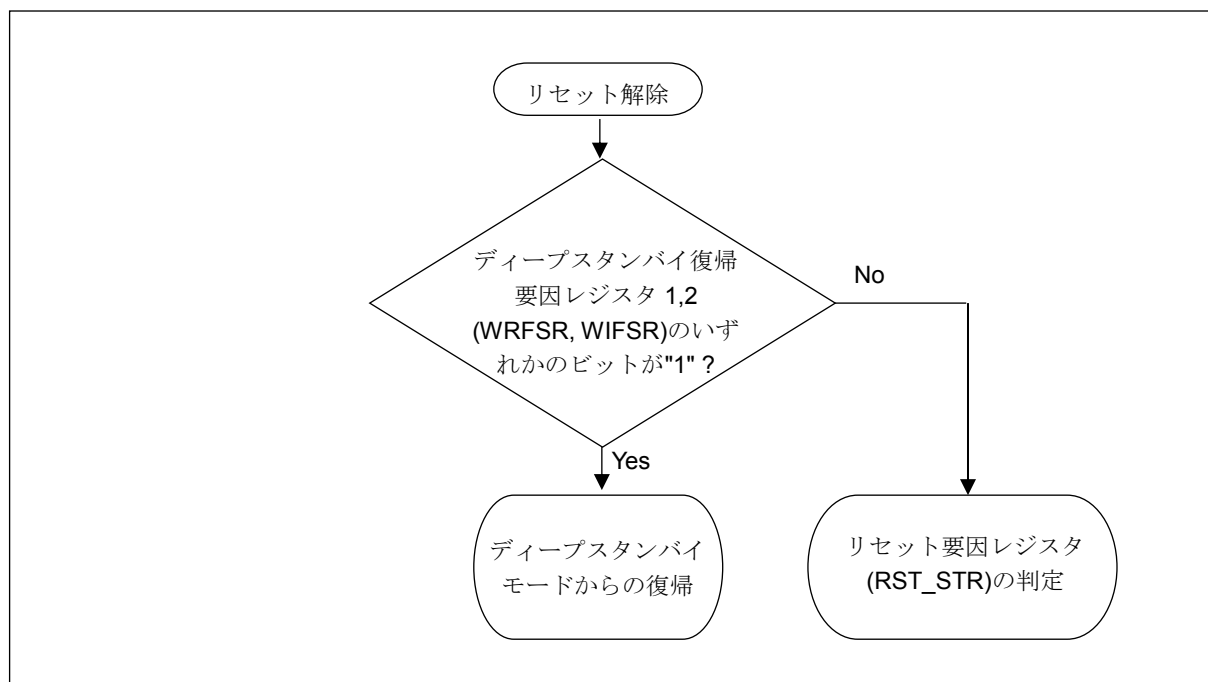 リセット解除
ディープスタンバイ復帰
要因レジスタ 1,2
(WRFSR, WIFSR)のいず
れかのビットが"1" ?
No
Yes
ディープスタンバイ
モードからの復帰
リセット要因レジスタ
(RST_STR)の判定